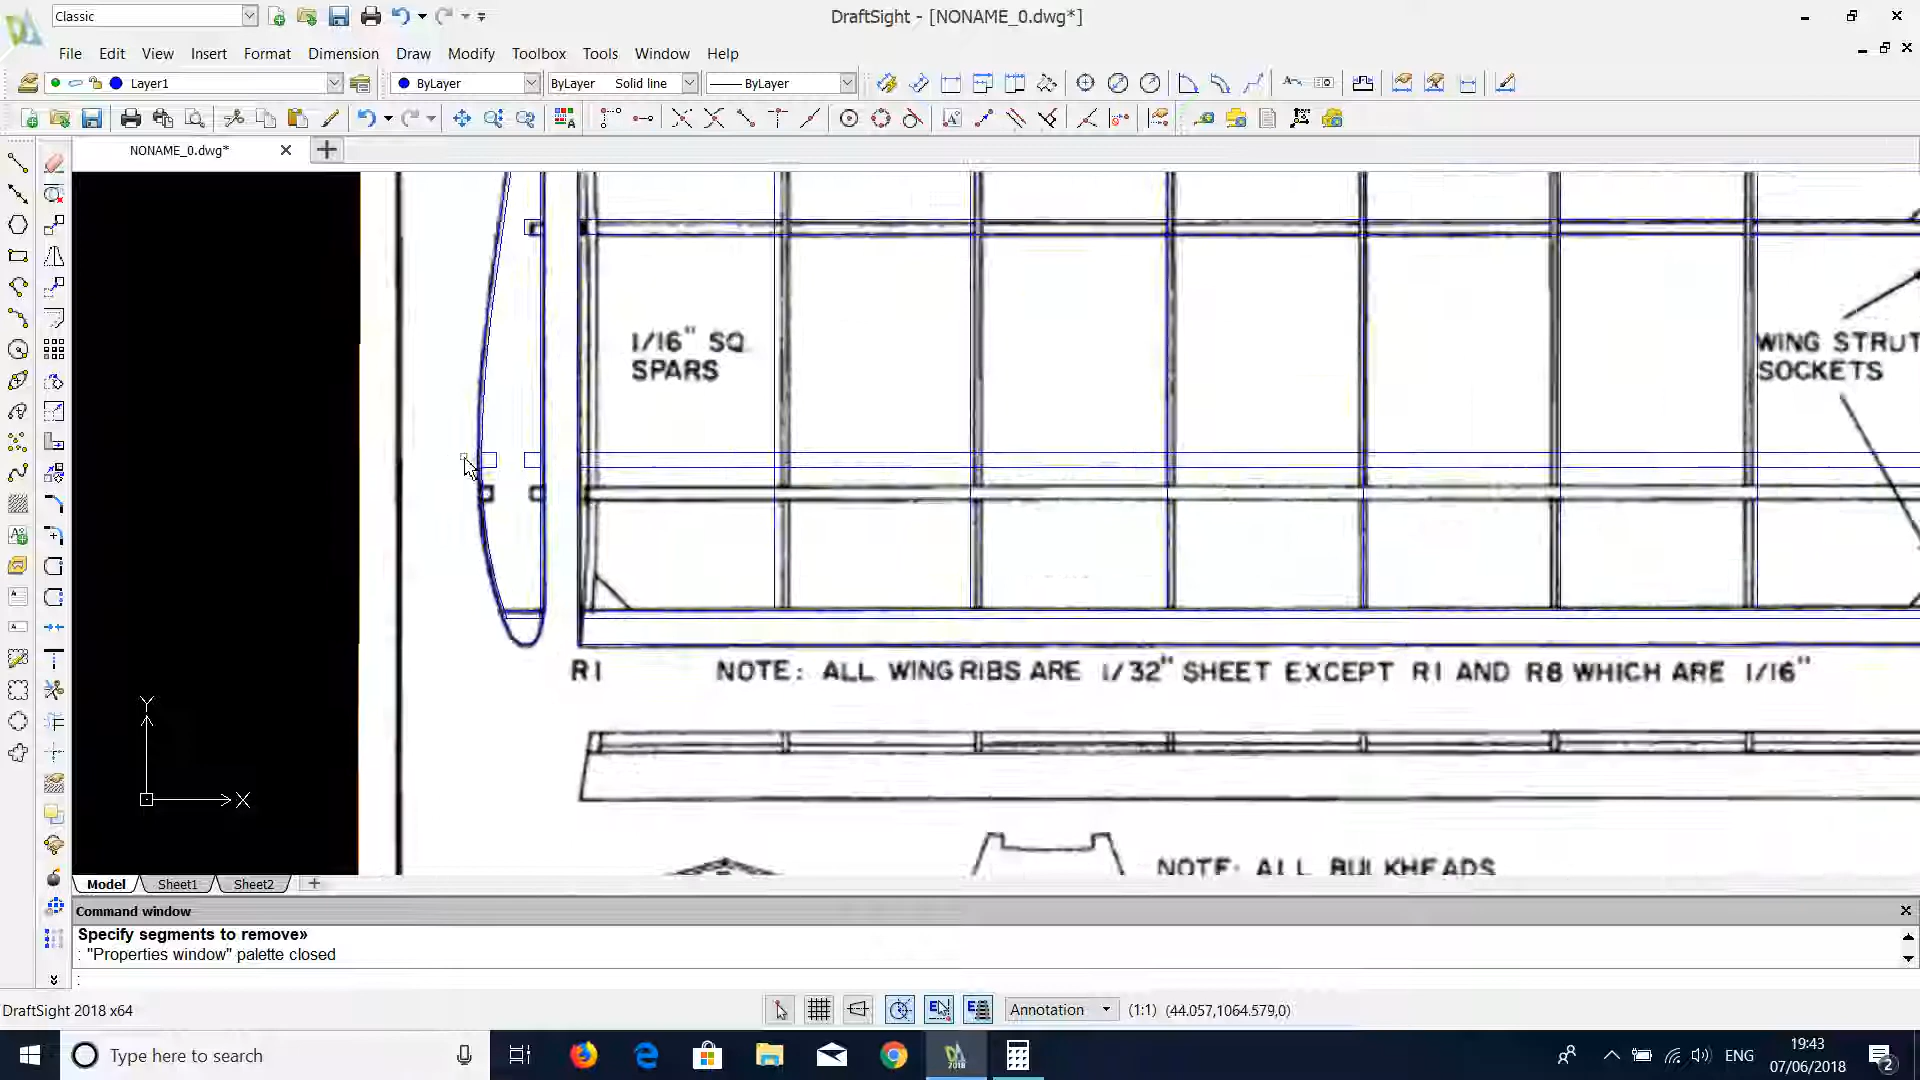 Classic
DraftSight - [NONAME_0.dwg*]
File Edit View Insert Format Dimension Draw Modify Toolbox Tools Window Help
Layer1
ByLayer
ByLayer Solid line
ByLayer
NONAME_0.dwg*
1/16" SQ
SPARS
WING STRUT
SOCKETS
R1
NOTE: ALL WING RIBS ARE 1/32" SHEET EXCEPT R1 AND R8 WHICH ARE 1/16"
NOTE: ALL BULKHEADS
Y
X
Model Sheet1 Sheet2
Command window
Specify segments to remove»
: "Properties window" palette closed
:
DraftSight 2018 x64
Annotation (1:1) (44.057,1064.579,0)
Type here to search
2018
ENG
19:43
07/06/2018
2